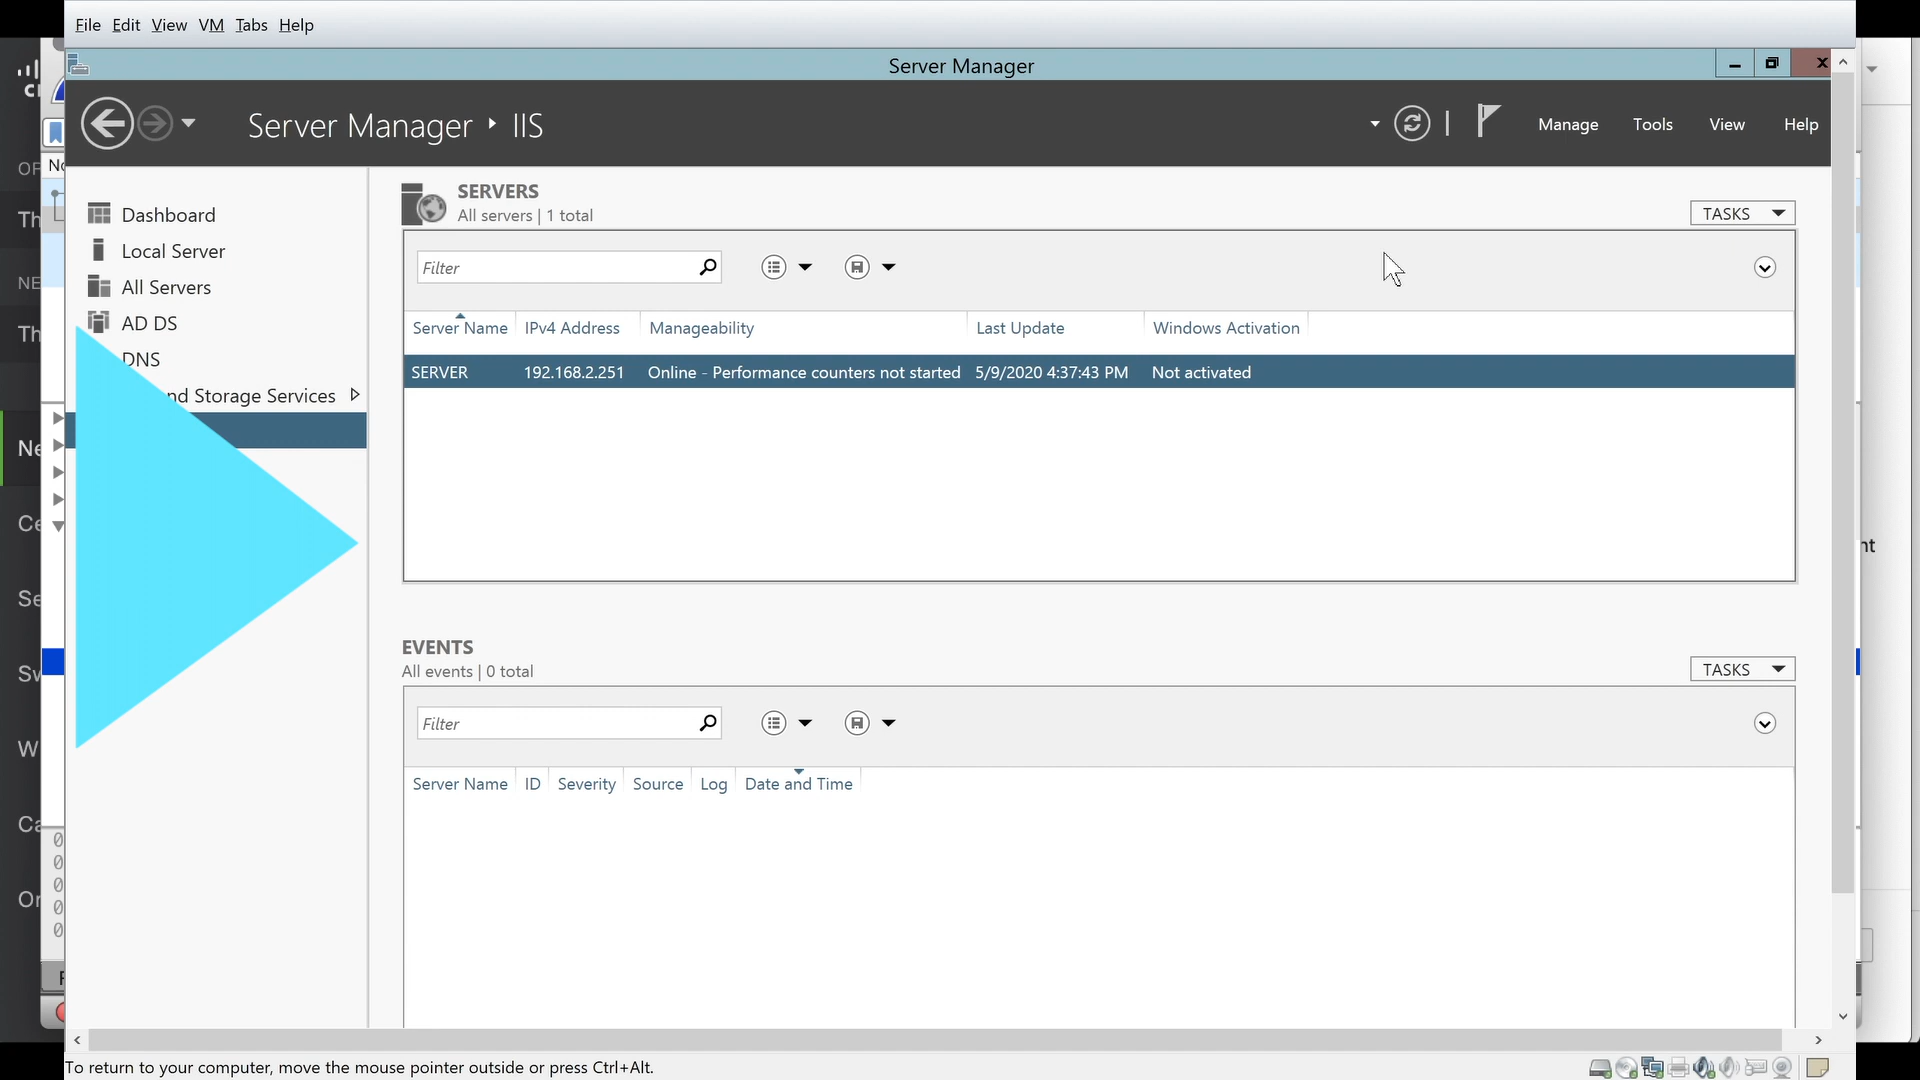 File Edit View VM Tabs Help
Server Manager
Server Manager ‣ IIS
Manage Tools View Help
Dashboard
Local Server
All Servers
AD DS
DNS
nd Storage Services
SERVERS
All servers | 1 total
TASKS
Filter
Server Name IPv4 Address Manageability Last Update Windows Activation
SERVER 192.168.2.251 Online - Performance counters not started 5/9/2020 4:37:43 PM Not activated
EVENTS
All events | 0 total
TASKS
Filter
Server Name ID Severity Source Log Date and Time
To return to your computer, move the mouse pointer outside or press Ctrl+Alt.